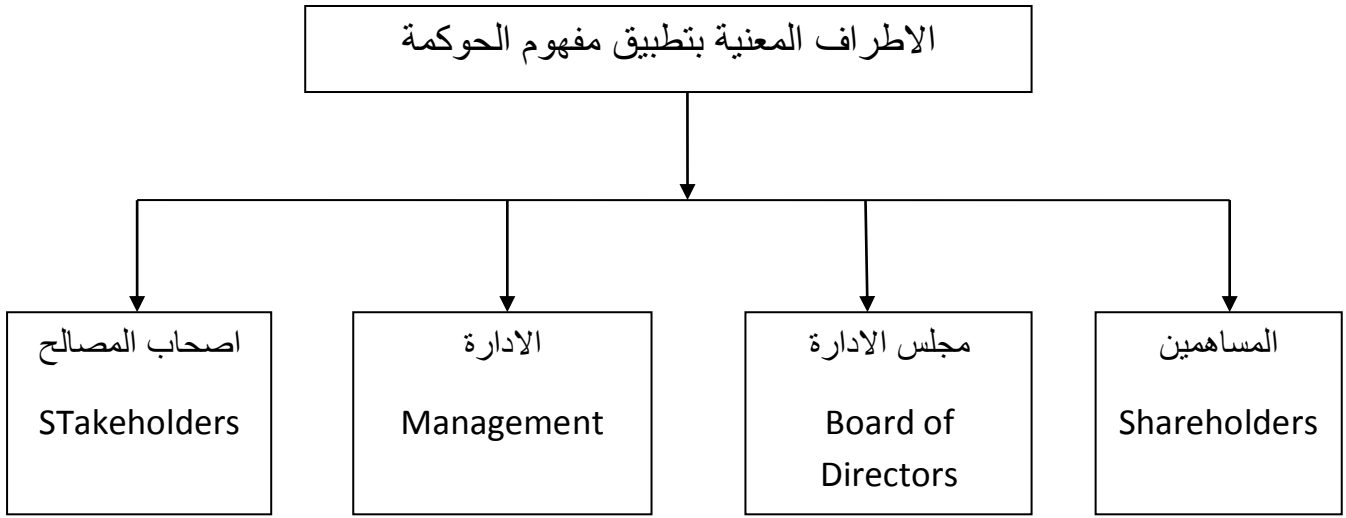 الاطراف المعنية بتطبيق مفهوم الحوكمة
المساهمين
Shareholders
مجلس الادارة
Board of
Directors
الادارة
Management
اصحاب المصالح
STakeholders